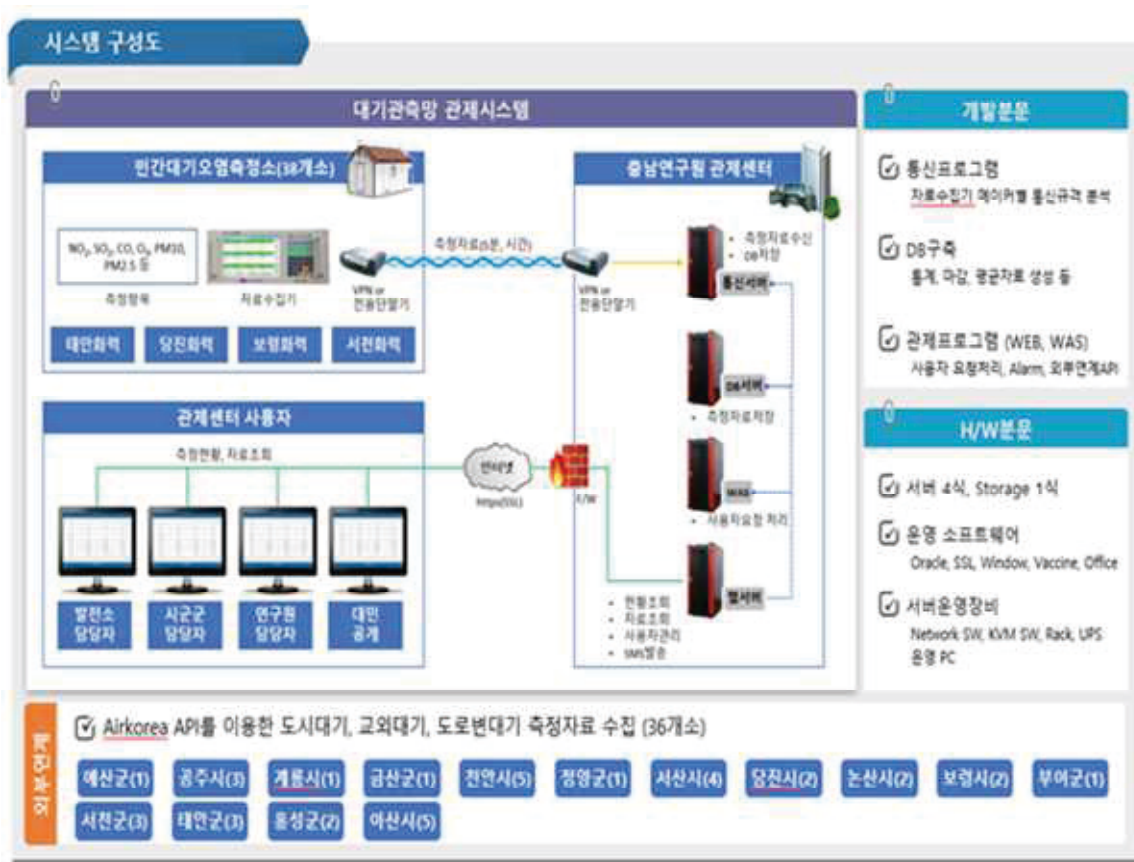 시스템 구성도
대기관측망 관제시스템
민간대기오염측정소(38개소)
NO₂, SO₂, CO, O₃, PM10,
PM2.5 등
측정항목
자료수집기
VPN or
전용단말기
태안화력
당진화력
보령화력
서천화력
측정자료(5분, 시간)
충남연구원 관제센터
VPN or
전용단말기
• 측정자료수신
• DB저장
통신서버
DB서버
• 측정자료저장
WAS
• 사용자요청 처리
웹서버
• 현황조회
• 자료조회
• 사용자관리
• SMS발송
관제센터 사용자
측정현황, 자료조회
인터넷
https(SSL)
F/W
발전소
담당자
시군군
담당자
연구원
담당자
대민
공개
개발분문
통신프로그램
자료수집기 메이커별 통신규격 분석
DB구축
통계, 마감, 평균자료 생성 등
관제프로그램 (WEB, WAS)
사용자 요청처리, Alarm, 외부연계API
H/W분문
서버 4식, Storage 1식
운영 소프트웨어
Oracle, SSL, Window, Vaccine, Office
서버운영장비
Network SW, KVM SW, Rack, UPS
운영 PC
외부연계
Airkorea API를 이용한 도시대기, 교외대기, 도로변대기 측정자료 수집 (36개소)
예산군(1)
공주시(3)
계룡시(1)
금산군(1)
천안시(5)
청양군(1)
서산시(4)
당진시(2)
논산시(2)
보령시(2)
부여군(1)
서천군(3)
태안군(3)
홍성군(2)
아산시(5)